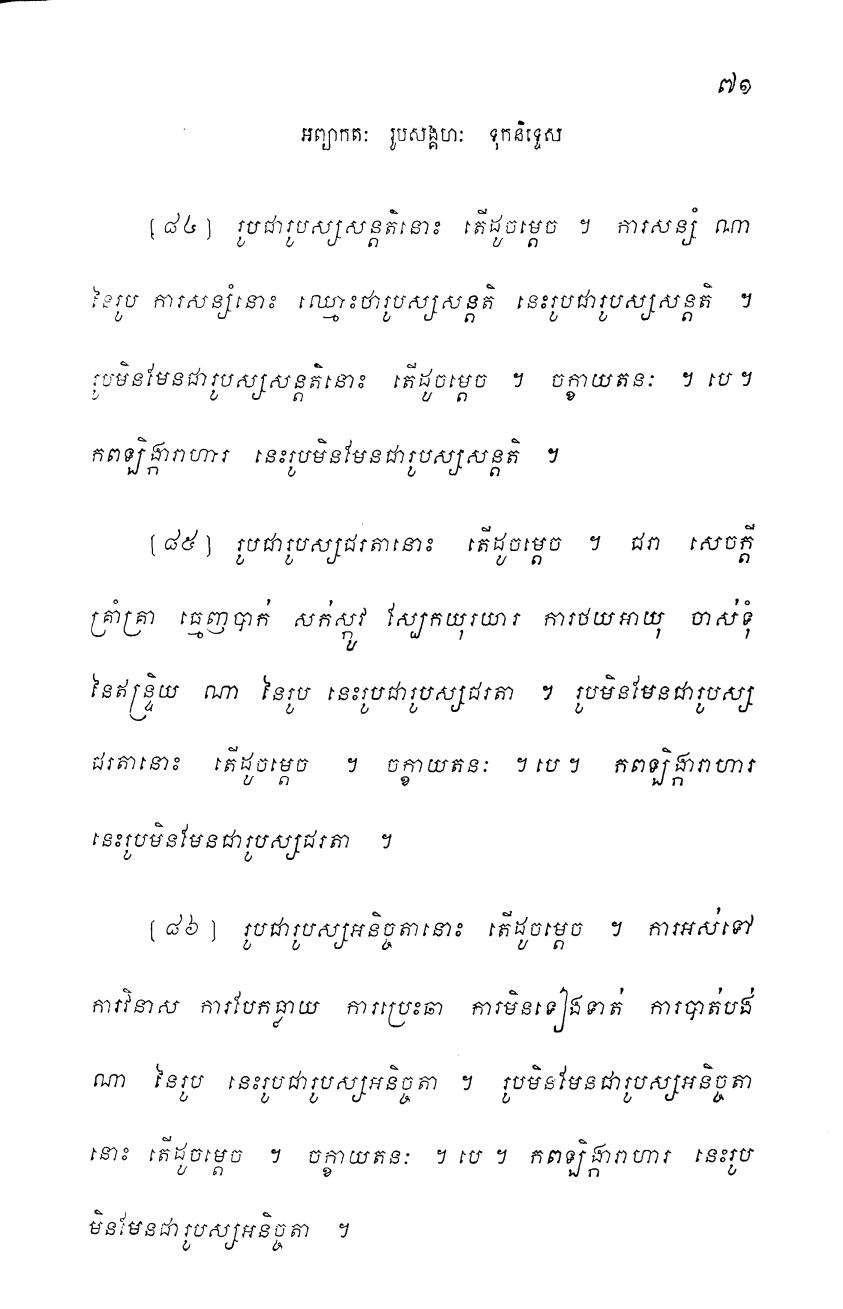 ៧១
អព្យាកតៈ រូបសង្គហៈ ទុកនិទ្ទេស
[៨៤] រូបជារូបស្សសន្តតិនោះ តើដូចម្តេច ។ ការសន្សំ ណា
នៃរូប ការសន្សំនោះ ឈ្មោះថារូបស្សសន្តតិ នេះរូបជារូបស្សសន្តតិ ។
រូបមិនមែនជារូបស្សសន្តតិនោះ តើដូចម្តេច ។ ចក្ខាយតនៈ ។ បេ ។
កពឡិង្ការាហារ នេះរូបមិនមែនជារូបស្សសន្តតិ ។
[៨៥] រូបជារូបស្សជរតានោះ តើដូចម្តេច ។ ជរា សេចក្តី
គ្រាំគ្រា ធ្មេញបាក់ សក់ស្កូវ ស្បែកយុរយារ ការថយអាយុ ចាស់ទុំ
នៃឥន្ទ្រិយ ណា នៃរូប នេះរូបជារូបស្សជរតា ។ រូបមិនមែនជារូបស្ស
ជរតានោះ តើដូចម្តេច ។ ចក្ខាយតនៈ ។ បេ ។ កពឡិង្ការាហារ
នេះរូបមិនមែនជារូបស្សជរតា ។
[៨៦] រូបជារូបស្សអនិច្ចតានោះ តើដូចម្តេច ។ ការអស់ទៅ
ការវិនាស ការបែកធ្លាយ ការប្រេះឆា ការមិនទៀងទាត់ ការបាត់បង់
ណា នៃរូប នេះរូបជារូបស្សអនិច្ចតា ។ រូបមិនមែនជារូបស្សអនិច្ចតា
នោះ តើដូចម្តេច ។ ចក្ខាយតនៈ ។ បេ ។ កពឡិង្ការាហារ នេះរូប
មិនមែនជារូបស្សអនិច្ចតា ។